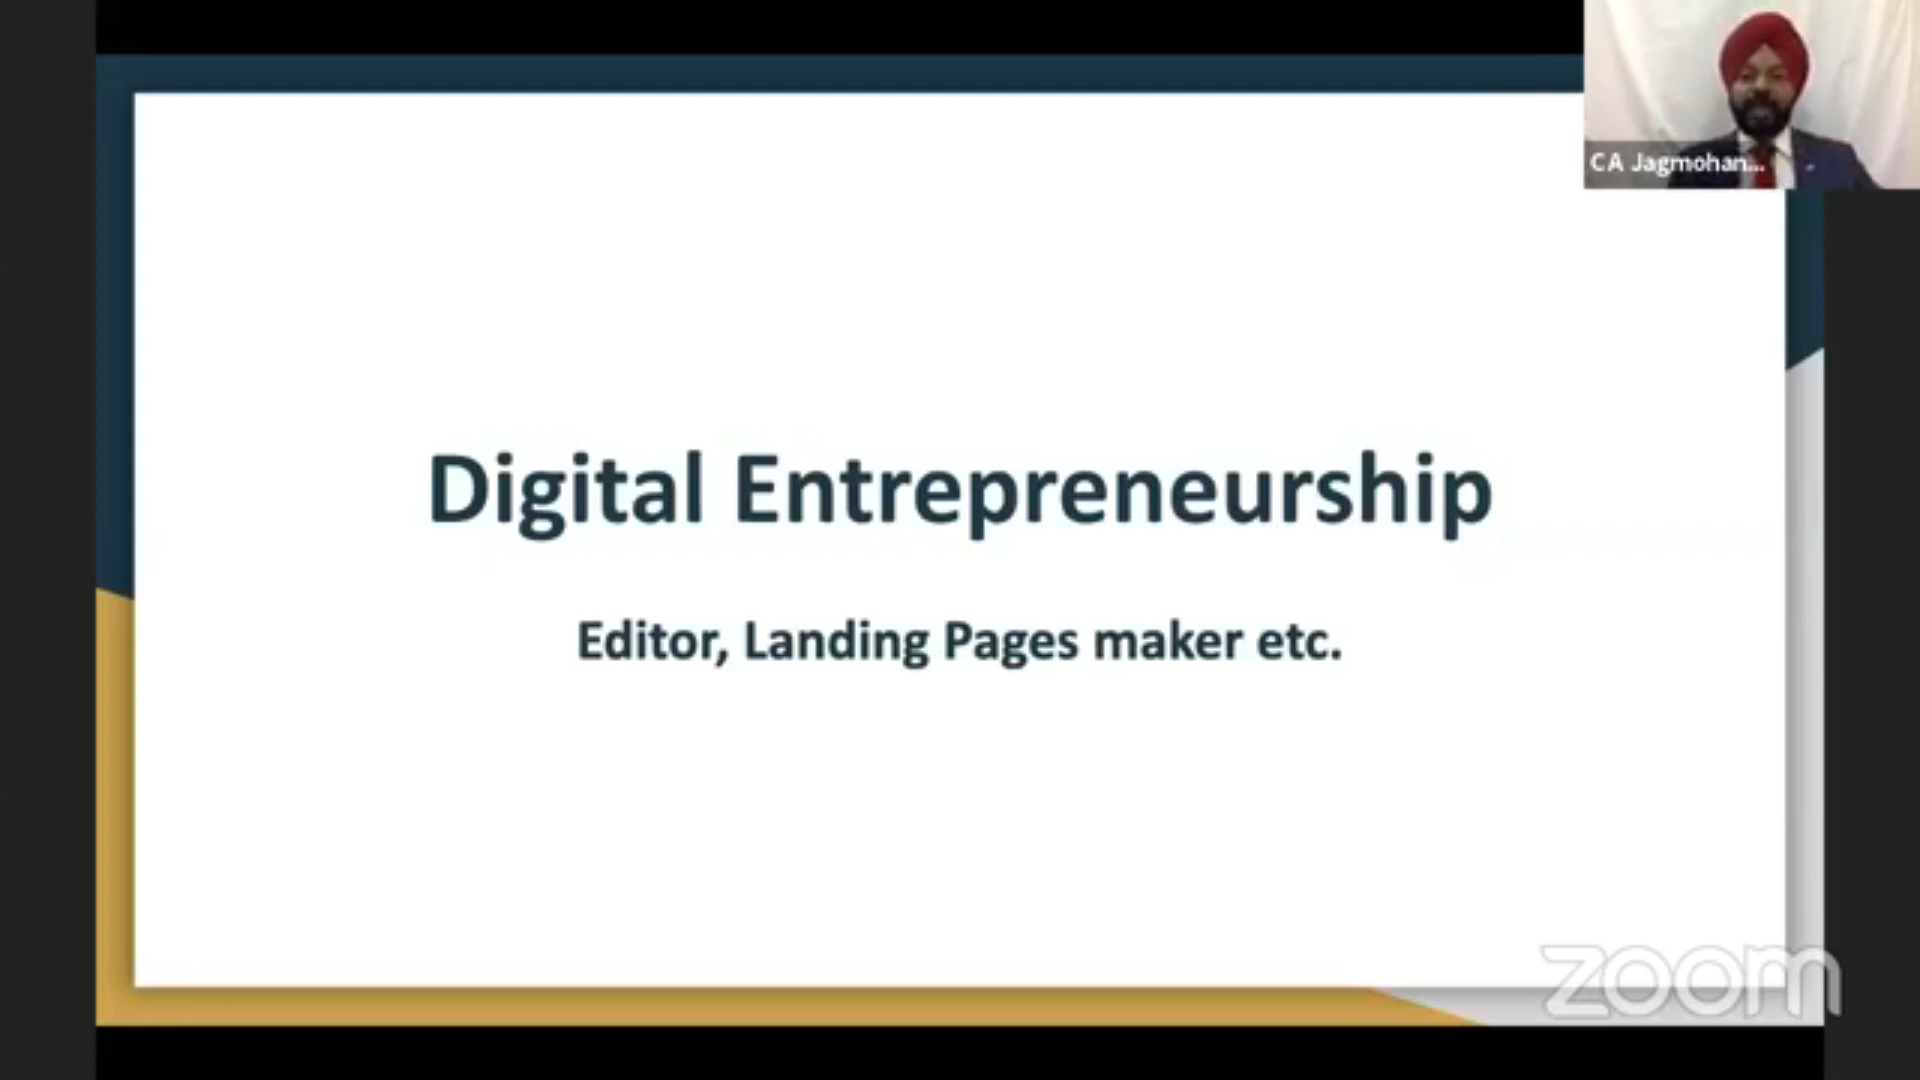 CA Jagmohan...
Digital Entrepreneurship
Editor, Landing Pages maker etc.
zoom